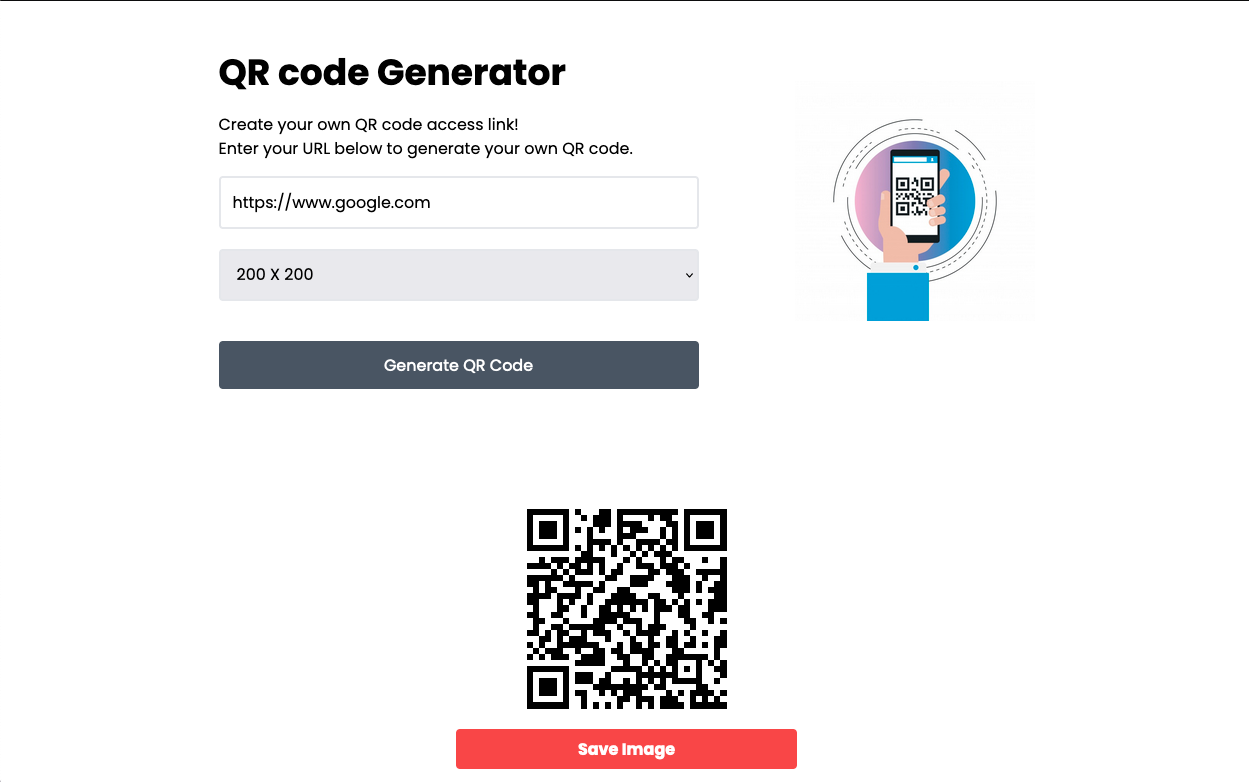 QR code Generator
Create your own QR code access link!
Enter your URL below to generate your own QR code.
https://www.google.com
200 X 200
Generate QR Code
Save Image